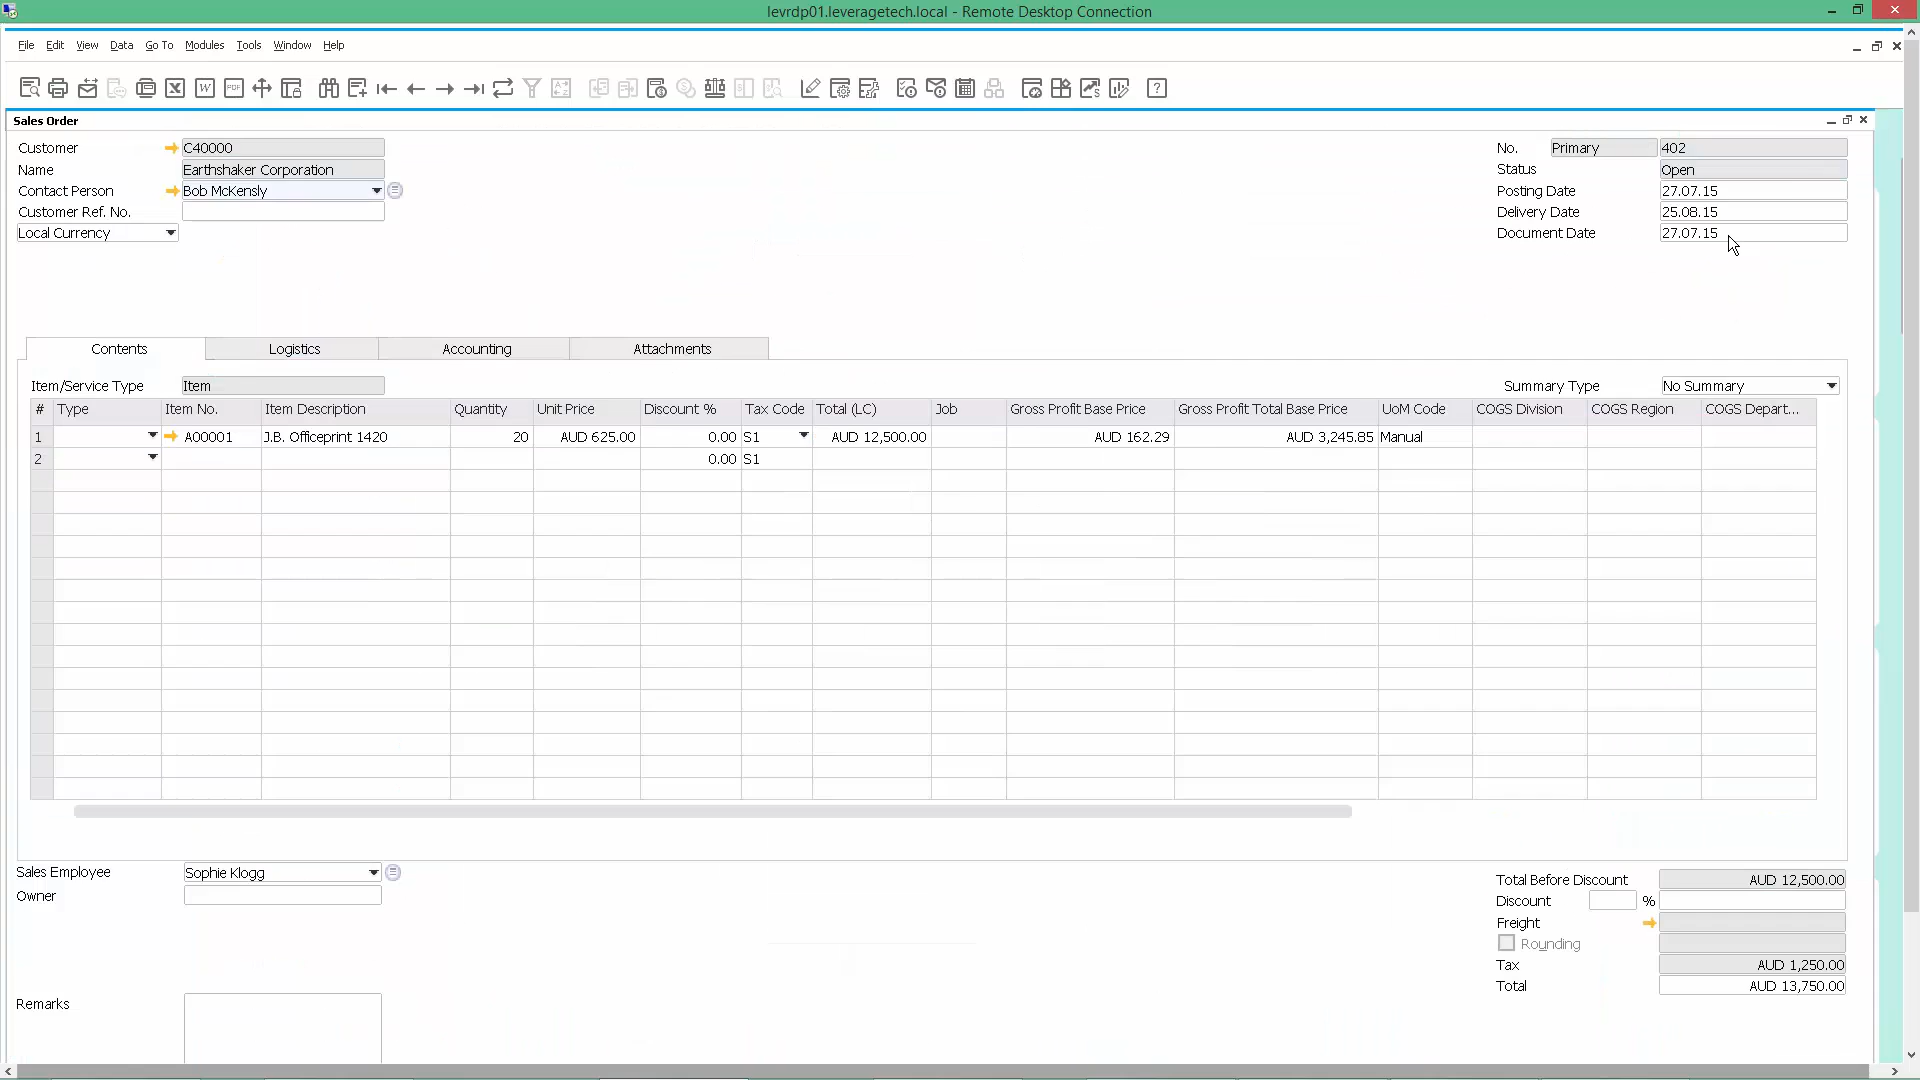 levrdp01.leveragetech.local - Remote Desktop Connection
File Edit View Data Go To Modules Tools Window Help
Sales Order
Customer C40000 No. Primary 402
Name Earthshaker Corporation Status Open
Contact Person Bob McKensly Posting Date 27.07.15
Customer Ref. No. Delivery Date 25.08.15
Local Currency Document Date 27.07.15
Contents Logistics Accounting Attachments
Item/Service Type Item Summary Type No Summary
# Type Item No. Item Description Quantity Unit Price Discount % Tax Code Total (LC) Job Gross Profit Base Price Gross Profit Total Base Price UoM Code COGS Division COGS Region COGS Depart...
1 A00001 J.B. Officeprint 1420 20 AUD 625.00 0.00 S1 AUD 12,500.00 AUD 162.29 AUD 3,245.85 Manual
2 0.00 S1
Sales Employee Sophie Klogg Total Before Discount AUD 12,500.00
Owner Discount %
Freight
Rounding
Tax AUD 1,250.00
Total AUD 13,750.00
Remarks